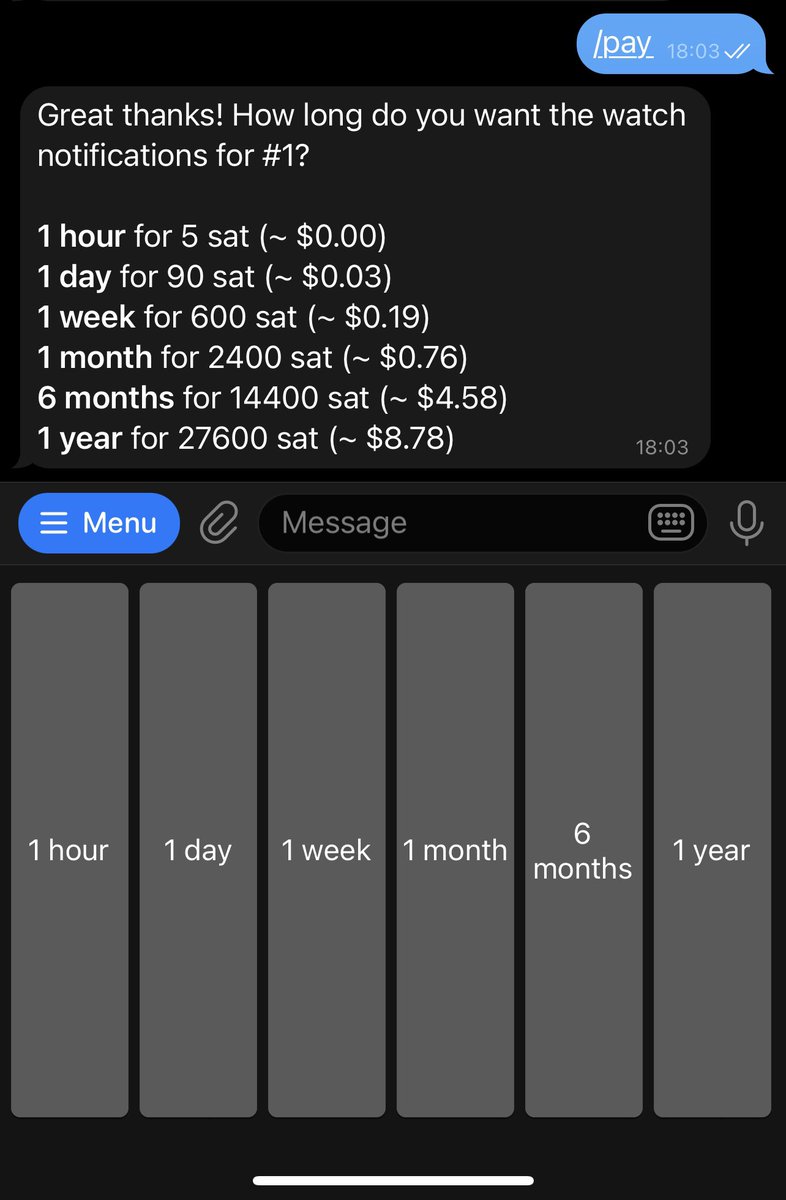 /pay 18:03
Great thanks! How long do you want the watch
notifications for #1?
1 hour for 5 sat (~ $0.00)
1 day for 90 sat (~ $0.03)
1 week for 600 sat (~ $0.19)
1 month for 2400 sat (~ $0.76)
6 months for 14400 sat (~ $4.58)
1 year for 27600 sat (~ $8.78)
18:03
Menu
Message
1 hour
1 day
1 week
1 month
6
months
1 year